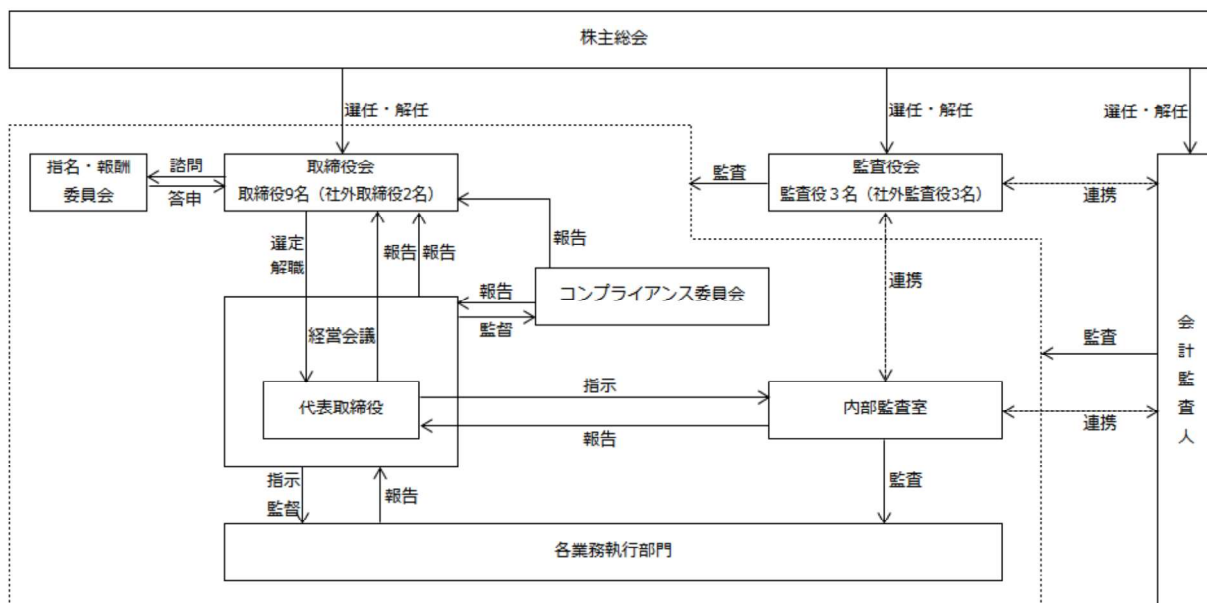 株主総会
選任・解任
選任・解任
選任・解任
指名・報酬
委員会
諮問
答申
取締役会
取締役9名（社外取締役2名）
監査
監査役会
監査役３名（社外監査役3名）
連携
選定
解職
報告
報告
報告
報告
監督
コンプライアンス委員会
連携
経営会議
代表取締役
指示
報告
内部監査室
監査
連携
会計監査人
指示
監督
報告
監査
各業務執行部門